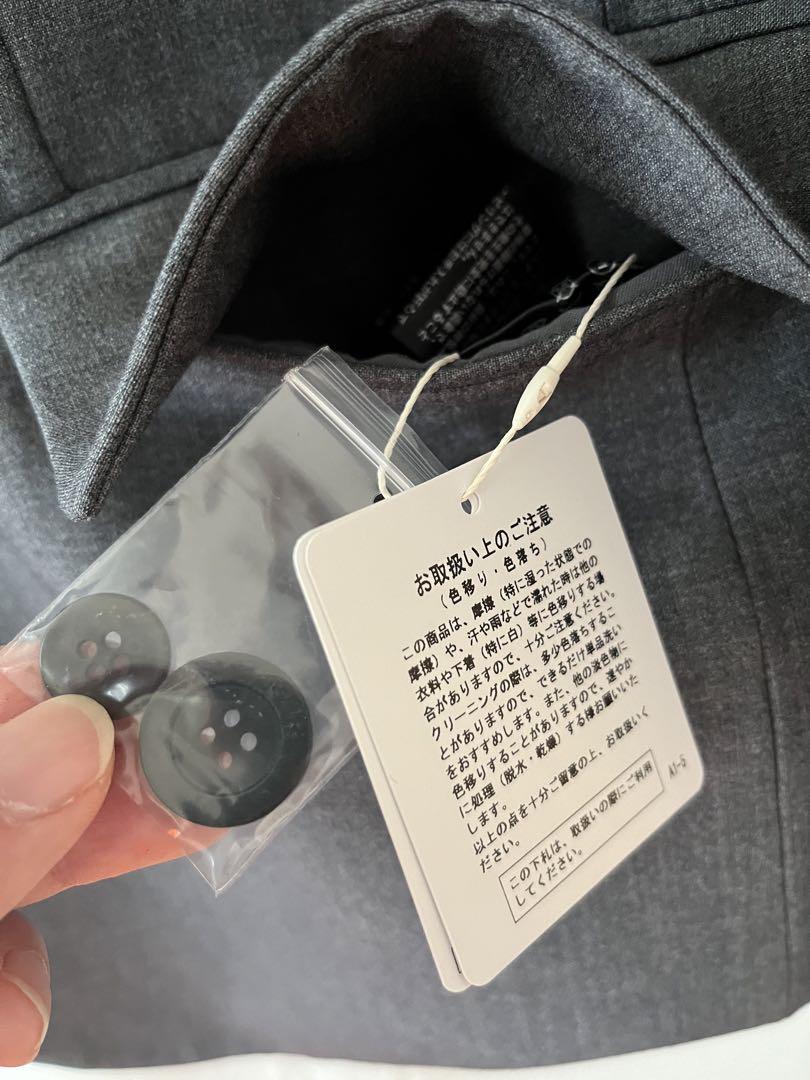 お取扱い上のご注意
(色移り・色落ち)
この商品は、摩擦(特に湿った状態での
摩擦)や、汗や雨などで濡れた時は他の
衣料や下着(特に白)等に色移りする場
合がありますので、十分ご注意ください。
クリーニングの際は、多少色落ちするこ
とがありますので、できるだけ単品洗い
をおすすめします。また、他の淡色物に
色移りすることがありますので、速やか
に処理(脱水・乾燥)する様お願いいた
します。
以上の点を十分ご留意の上、お取扱いく
ださい。
この下札は、取扱いの際にご利用
してください。
A1-G